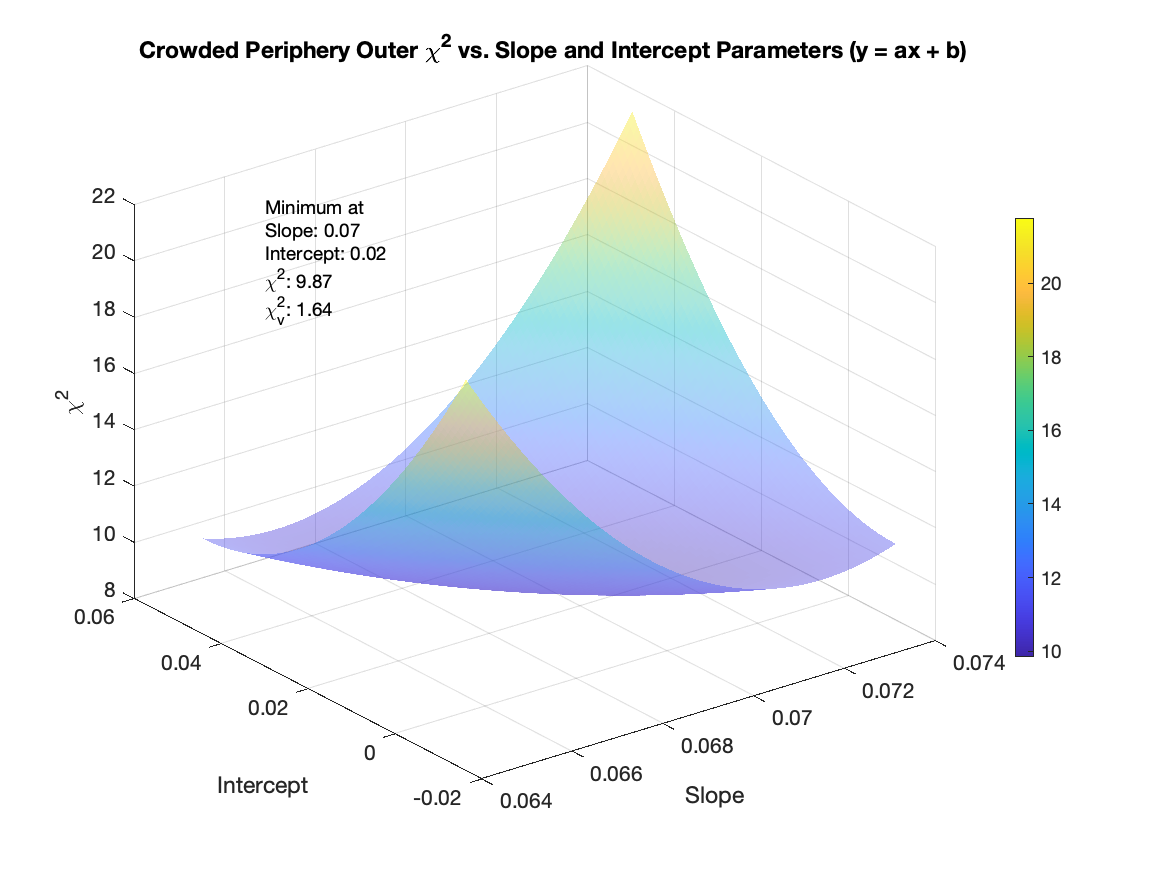 Crowded Periphery Outer χ² vs. Slope and Intercept Parameters (y = ax + b)
Minimum at
Slope: 0.07
Intercept: 0.02
χ²: 9.87
χ²ᵥ: 1.64
22
20
18
16
14
12
10
8
χ²
0.06
0.04
0.02
0
-0.02
Intercept
0.064
0.066
0.068
0.07
0.072
0.074
Slope
20
18
16
14
12
10